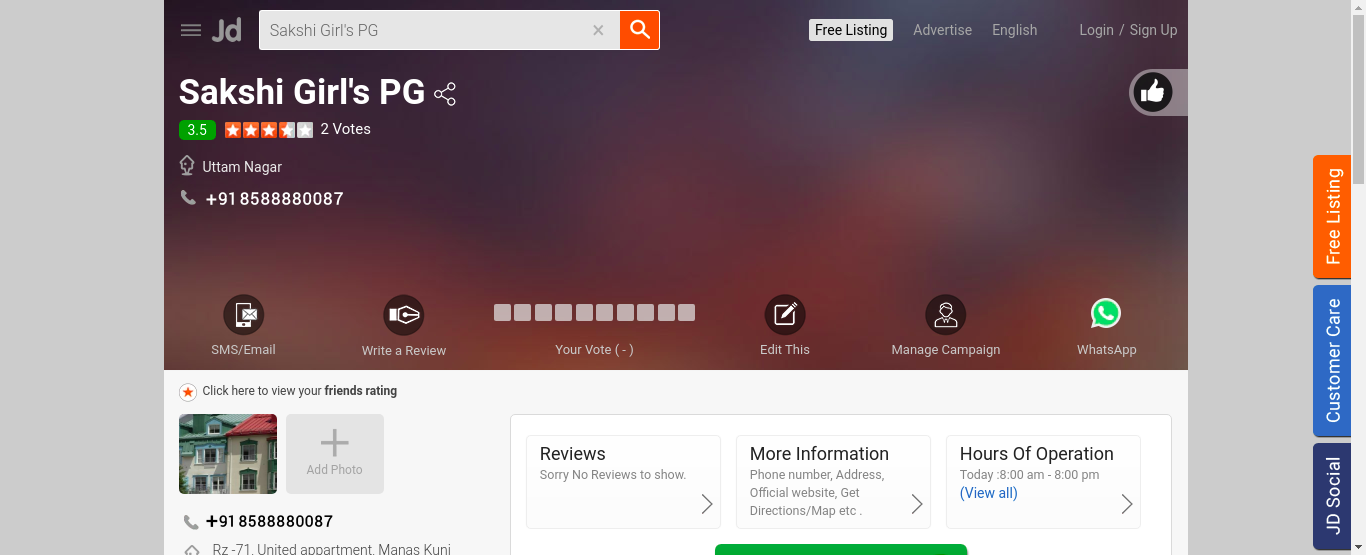 Jd
Sakshi Girl's PG
Free Listing
Advertise
English
Login / Sign Up
Sakshi Girl's PG
3.5
2 Votes
Uttam Nagar
+91 8588880087
SMS/Email
Write a Review
Your Vote ( - )
Edit This
Manage Campaign
WhatsApp
Free Listing
Customer Care
JD Social
Click here to view your friends rating
Add Photo
+91 8588880087
Rz -71, United appartment, Manas Kunj
Reviews
Sorry No Reviews to show.
More Information
Phone number, Address,
Official website, Get
Directions/Map etc .
Hours Of Operation
Today :8:00 am - 8:00 pm
(View all)